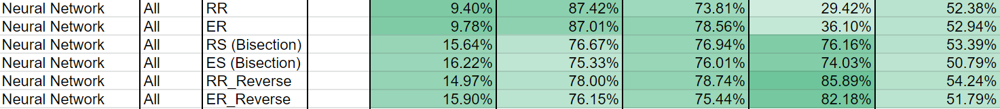 Neural Network All RR 9.40% 87.42% 73.81% 29.42% 52.38%
Neural Network All ER 9.78% 87.01% 78.56% 36.10% 52.94%
Neural Network All RS (Bisection) 15.64% 76.67% 76.94% 76.16% 53.39%
Neural Network All ES (Bisection) 16.22% 75.33% 76.01% 74.03% 50.79%
Neural Network All RR_Reverse 14.97% 78.00% 78.74% 85.89% 54.24%
Neural Network All ER_Reverse 15.90% 76.15% 75.44% 82.18% 51.79%